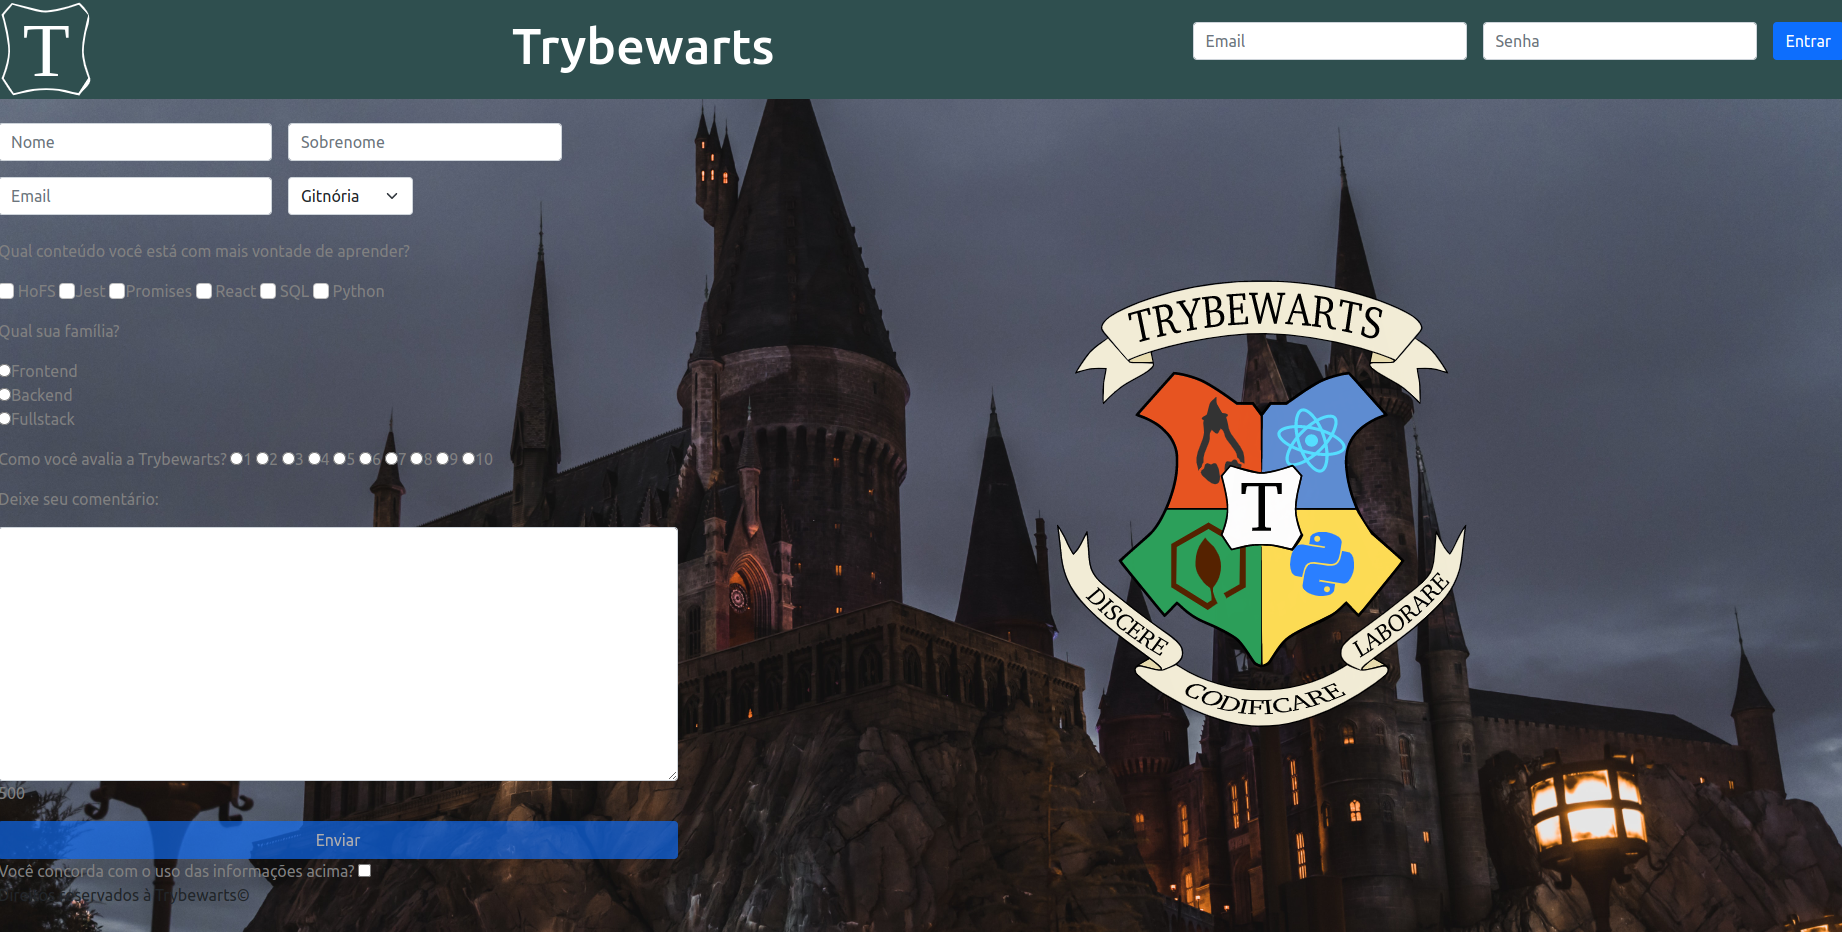 T
Trybewarts
Email Senha Entrar
Nome Sobrenome
Email Gitnória
Qual conteúdo você está com mais vontade de aprender?
HoFS Jest Promises React SQL Python
Qual sua família?
Frontend
Backend
Fullstack
Como você avalia a Trybewarts? 1 2 3 4 5 6 7 8 9 10
Deixe seu comentário:
500
Enviar
Você concorda com o uso das informações acima?
Direitos reservados à Trybewarts©
TRYBEWARTS
T
DISCERE
CODIFICARE
LABORARE